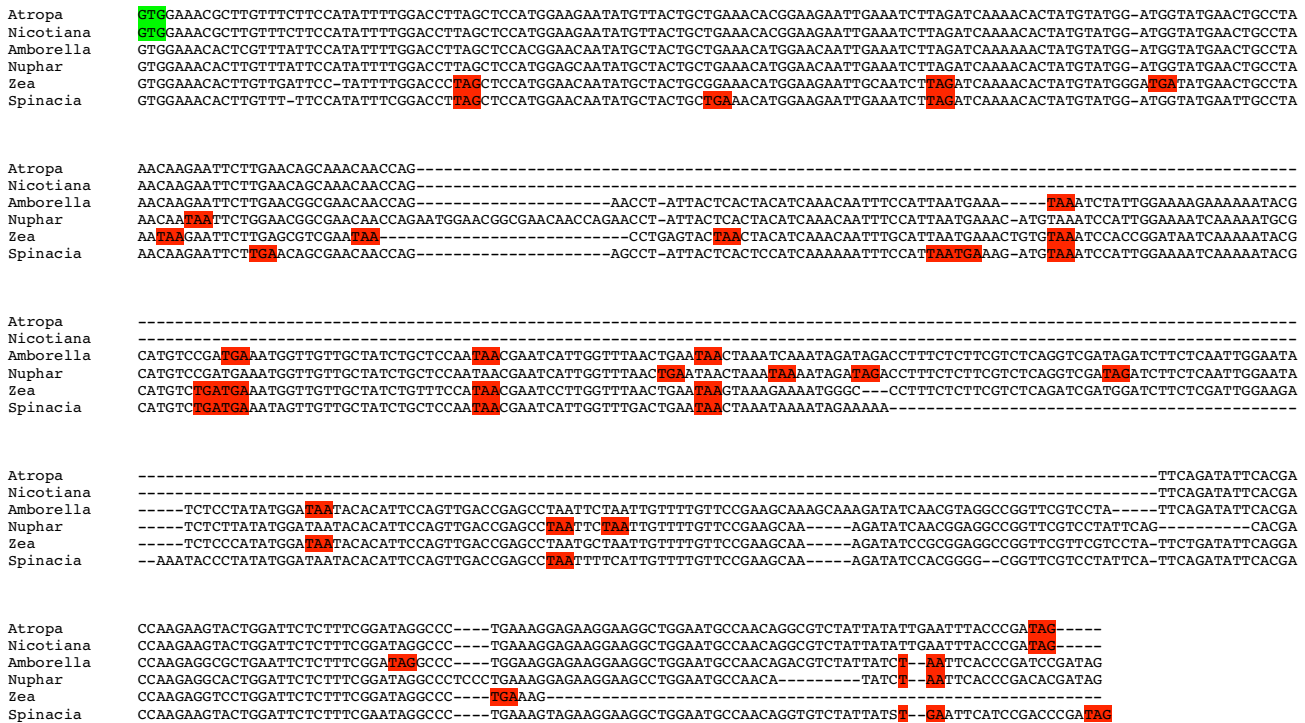 Atropa GTGGAAACGCTTGTTTCTTCCATATTTTGGACCTTAGCTCCATGGAAGAATATGTTACTGCTGAAACACGGAAGAATTGAAATCTTAGATCAAAACACTATGTATGG-ATGGTATGAACTGCCTA
Nicotiana GTGGAAACGCTTGTTTCTTCCATATTTTGGACCTTAGCTCCATGGAAGAATATGTTACTGCTGAAACACGGAAGAATTGAAATCTTAGATCAAAACACTATGTATGG-ATGGTATGAACTGCCTA
Amborella GTGGAAACACTCGTTTATTCCATATTTTGGACCTTAGCTCCACGGAACAATATGCTACTGCTGAAACATGGAACAATTGAAATCTTAGATCAAAAAACTATGTATGG-ATGGTATGAACTGCCTA
Nuphar GTGGAAACACTTGTTTATTCCATATTTTGGACCTTAGCTCCATGGAGCAATATGCTACTGCTGAAACATGGAACAATTGAAATCTTAGATCAAAACACTATGTATGG-ATGGTATGAACTGCCTA
Zea GTGGAAACACTTGTTGATTCC-TATTTTGGACCCTAGCTCCATGGAACAATATGCTACTGCGGAAACATGGAAGAATTGCAATCTTAGATCAAAACACTATGTATGGGATGATATGAACTGCCTA
Spinacia GTGGAAACACTTGTTT-TTCCATATTTCGGACCTTAGCTCCATGGAACAATATGCTACTGCTGAAACATGGAAGAATTGAAATCTTAGATCAAAACACTATGTATGG-ATGGTATGAATTGCCTA
Atropa AACAAGAATTCTTGAACAGCAAACAACCAG-----------------------------------------------------------------------------------------------
Nicotiana AACAAGAATTCTTGAACAGCAAACAACCAG-----------------------------------------------------------------------------------------------
Amborella AACAAGAATTCTTGAACGGCGAACAACCAG---------------------AACCT-ATTACTCACTACATCAAACAATTTCCATTAATGAAA-----TAAATCTATTGGAAAAGAAAAAATACG
Nuphar AACAATAATTCTGGAACGGCGAACAACCAGAATGGAACGGCGAACAACCAGAACCT-ATTACTCACTACATCAAACAATTTCCATTAATGAAAC-ATGTAAATCCATTGGAAAATCAAAAATGCG
Zea AATAAGAATTCTTGAGCGTCGAATAA---------------------------CCTGAGTACTAACTACATCAAACAATTTGCATTAATGAAACTGTGTAAATCCACCGGATAATCAAAAATACG
Spinacia AACAAGAATTCTTGAACAGCGAACAACCAG---------------------AGCCT-ATTACTCACTCCATCAAAAAATTTCCATTAATGAAAG-ATGTAAATCCATTGGAAAATCAAAAATACG
Atropa -----------------------------------------------------------------------------------------------------------------------------
Nicotiana -----------------------------------------------------------------------------------------------------------------------------
Amborella CATGTCCGATGAAATGGTTGTTGCTATCTGCTCCAATAACGAATCATTGGTTTAACTGAATAACTAAATCAAATAGATAGACCTTTCTCTTCGTCTCAGGTCGATAGATCTTCTCAATTGGAATA
Nuphar CATGTCCGATGAAATGGTTGTTGCTATCTGCTCCAATAACGAATCATTGGTTTAACTGAATAACTAAATAAAATAGATAGACCTTTCTCTTCGTCTCAGGTCGATAGATCTTCTCAATTGGAATA
Zea CATGTCTGATGAAATGGTTGTTGCTATCTGTTTCCATAACGAATCCTTGGTTTAACTGAATAAGTAAAGAAAATGGGC---CCTTTCTCTTCGTCTCAGATCGATGGATCTTCTCGATTGGAAGA
Spinacia CATGTCTGATGAAATAGTTGTTGCTATCTGCTCCAATAACGAATCATTGGTTTGACTGAATAACTAAATAAAATAGAAAAA--------------------------------------------
Atropa --------------------------------------------------------------------------------------------------------------TTCAGATATTCACGA
Nicotiana --------------------------------------------------------------------------------------------------------------TTCAGATATTCACGA
Amborella -----TCTCCTATATGGATAATACACATTCCAGTTGACCGAGCCTAATTCTAATTGTTTTGTTCCGAAGCAAAGCAAAGATATCAACGTAGGCCGGTTCGTCCTA-----TTCAGATATTCACGA
Nuphar -----TCTCTTATATGGATAATACACATTCCAGTTGACCGAGCCTAATTCTAATTGTTTTGTTCCGAAGCAA-----AGATATCAACGGAGGCCGGTTCGTCCTATTCAG----------CACGA
Zea -----TCTCCCATATGGATAATACACATTCCAGTTGACCGAGCCTAATGCTAATTGTTTTGTTCCGAAGCAA-----AGATATCCGCGGAGGCCCGTTCGTTCGTCCTA-TTCTGATATTCAGGA
Spinacia --AAATACCCTATATGGATAATACACATTCCAGTTGACCGAGCCTAATTTTCATTGTTTTGTTCCGAAGCAA-----AGATATCCACGGGG--CGGTTCGTCCTATTCA-TTCAGATATTCACGA
Atropa CCAAGAAGTACTGGATTCTCTTTCGGATAGGCCC----TGAAAGGAGAAGGAAGGCTGGAATGCCAACAGGCGTCTATTATATTGAATTTACCCGATAG-----
Nicotiana CCAAGAAGTACTGGATTCTCTTTCGGATAGGCCC----TGAAAGGAGAAGGAAGGCTGGAATGCCAACAGGCGTCTATTATATTGAATTTACCCGATAG-----
Amborella CCAAGAGGCGCTGAATTCTCTTTCGGATAGGCCC----TGGAAGGAGAAGGAAGGCTGGAATGCCAACAGACGTCTATTATCT--AATTCACCCGATCCGATAG
Nuphar CCAAGAGGCACTGGATTCTCTTTCGGATAGGCCCTCCCTGAAAGGAGAAGGAAGCCTGGAATGCCAACA---------TATCT--AATTCACCCGACACGATAG
Zea CCAAGAGGTCCTGGATTCTCTTTCGGATAGGCCC----TGAAAG------------------------------------------------------------
Spinacia CCAAGAAGTACTGGATTCTCTTTCGAATAGGCCC----TGAAAGTAGAAGGAAGGCTGGAATGCCAACAGGTGTCTATTATST--GAATTCATCCGACCCGATAG